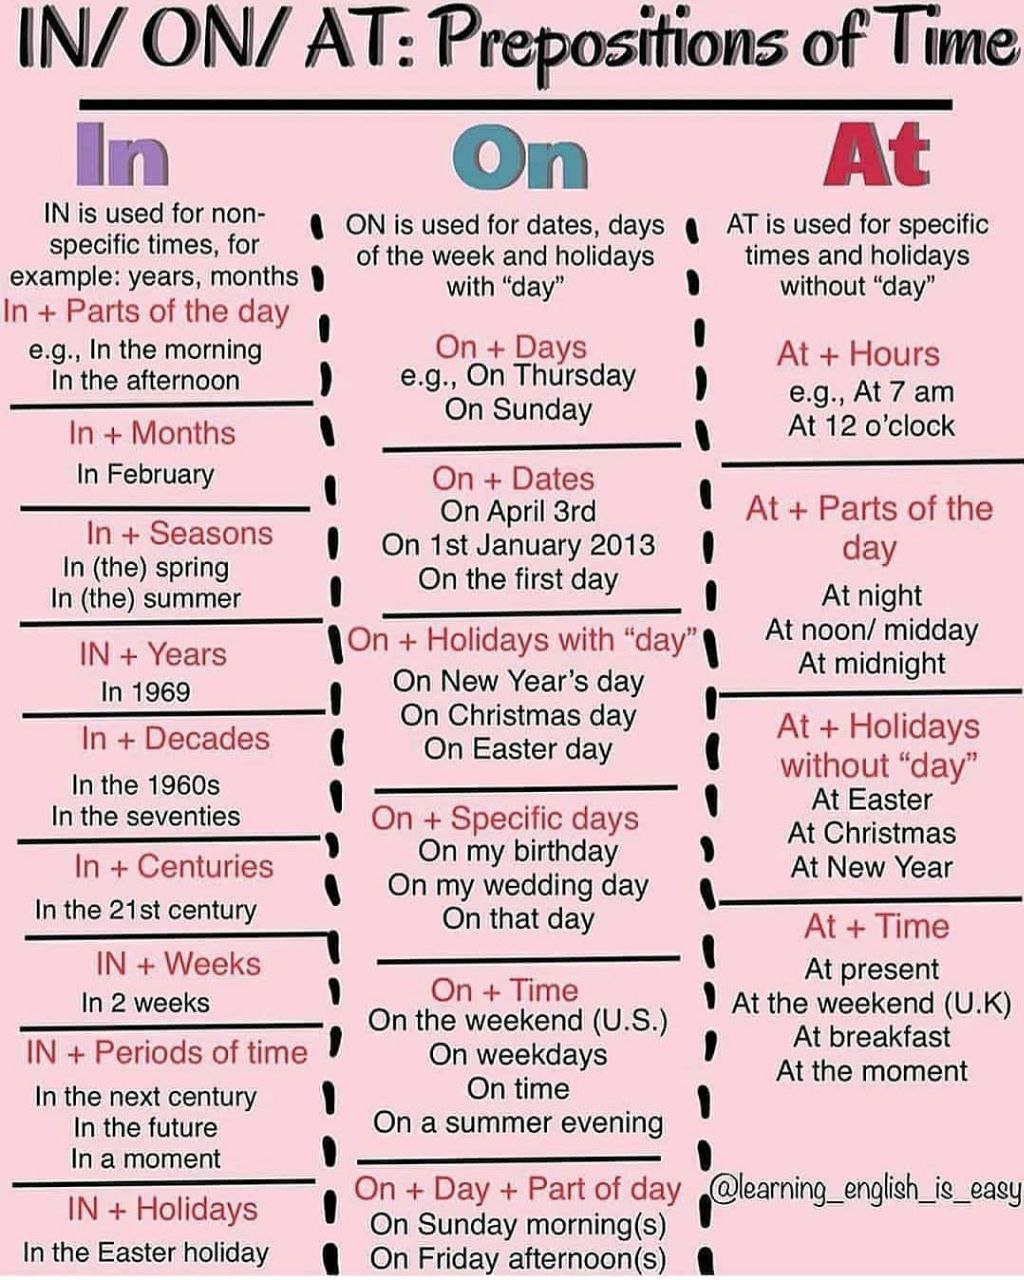 IN/ ON/ AT: Prepositions of Time
In
IN is used for non-
specific times, for
example: years, months
In + Parts of the day
e.g., In the morning
In the afternoon
In + Months
In February
In + Seasons
In (the) spring
In (the) summer
IN + Years
In 1969
In + Decades
In the 1960s
In the seventies
In + Centuries
In the 21st century
IN + Weeks
In 2 weeks
IN + Periods of time
In the next century
In the future
In a moment
IN + Holidays
In the Easter holiday
On
ON is used for dates, days
of the week and holidays
with “day”
On + Days
e.g., On Thursday
On Sunday
On + Dates
On April 3rd
On 1st January 2013
On the first day
On + Holidays with “day”
On New Year’s day
On Christmas day
On Easter day
On + Specific days
On my birthday
On my wedding day
On that day
On + Time
On the weekend (U.S.)
On weekdays
On time
On a summer evening
On + Day + Part of day
On Sunday morning(s)
On Friday afternoon(s)
At
AT is used for specific
times and holidays
without “day”
At + Hours
e.g., At 7 am
At 12 o’clock
At + Parts of the
day
At night
At noon/ midday
At midnight
At + Holidays
without “day”
At Easter
At Christmas
At New Year
At + Time
At present
At the weekend (U.K)
At breakfast
At the moment
@learning_english_is_easy